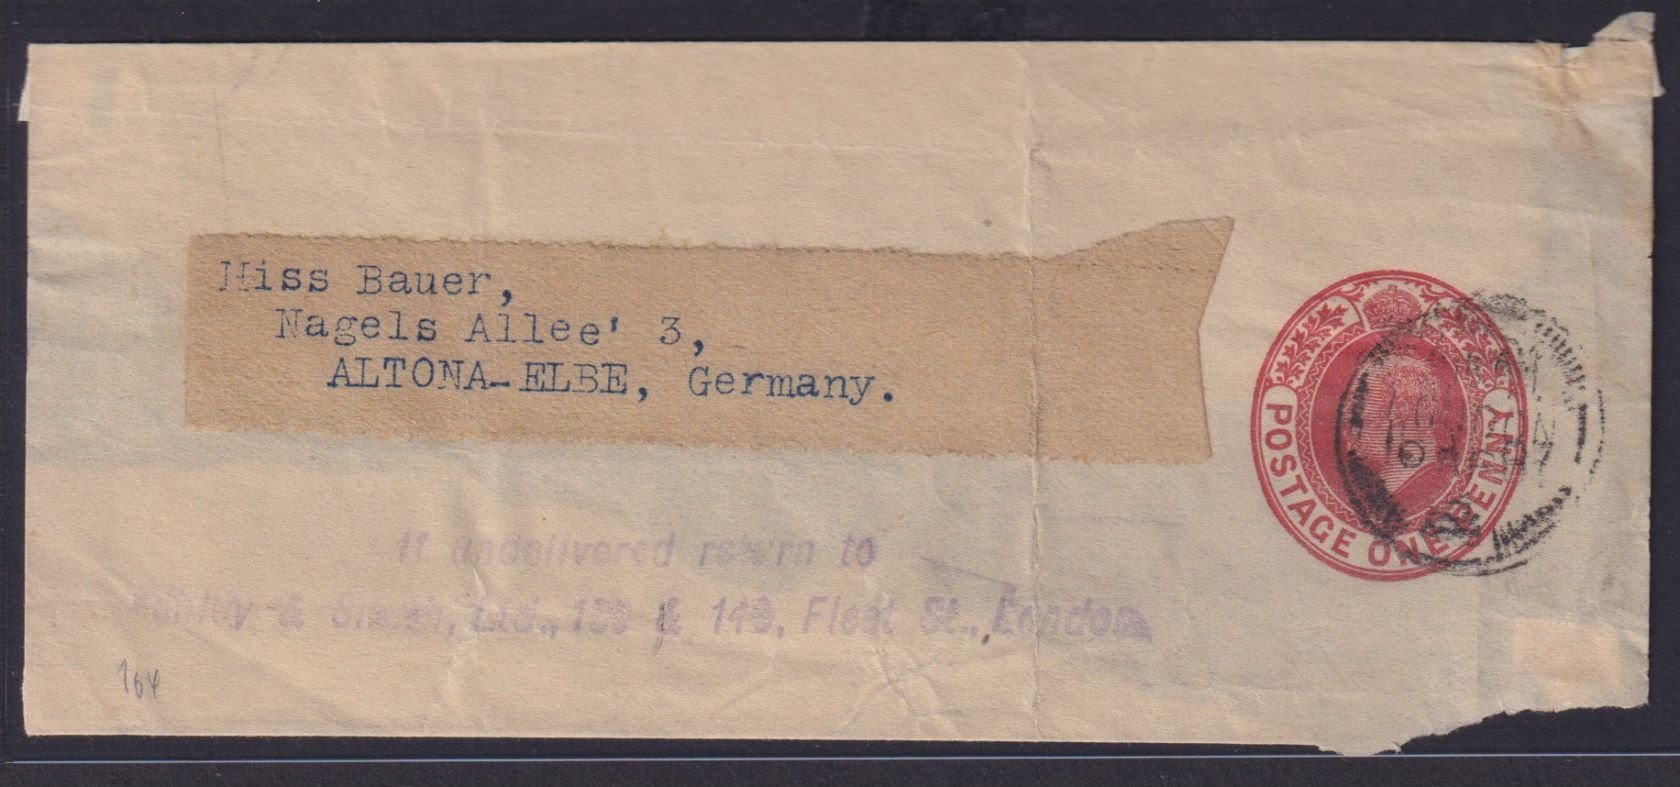 Miss Bauer,
Nagels Allee' 3,
ALTONA-ELBE, Germany.
POSTAGE ONE PENNY
If undelivered return to
& Ltd., & Fleet St., London
164